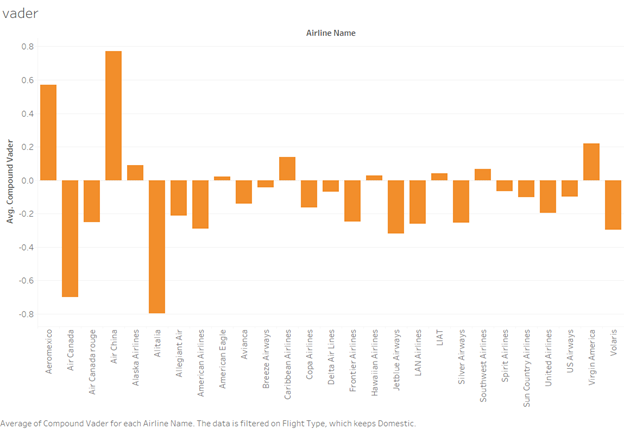 vader
Airline Name
Avg. Compound Vader
0.8
0.6
0.4
0.2
0.0
-0.2
-0.4
-0.6
-0.8
Aeromexico
Air Canada
Air Canada rouge
Air China
Alaska Airlines
Alitalia
Allegiant Air
American Airlines
American Eagle
Avianca
Breeze Airways
Caribbean Airlines
Copa Airlines
Delta Air Lines
Frontier Airlines
Hawaiian Airlines
Jetblue Airways
LAN Airlines
LIAT
Silver Airways
Southwest Airlines
Spirit Airlines
Sun Country Airlines
United Airlines
US Airways
Virgin America
Volaris
Average of Compound Vader for each Airline Name. The data is filtered on Flight Type, which keeps Domestic.